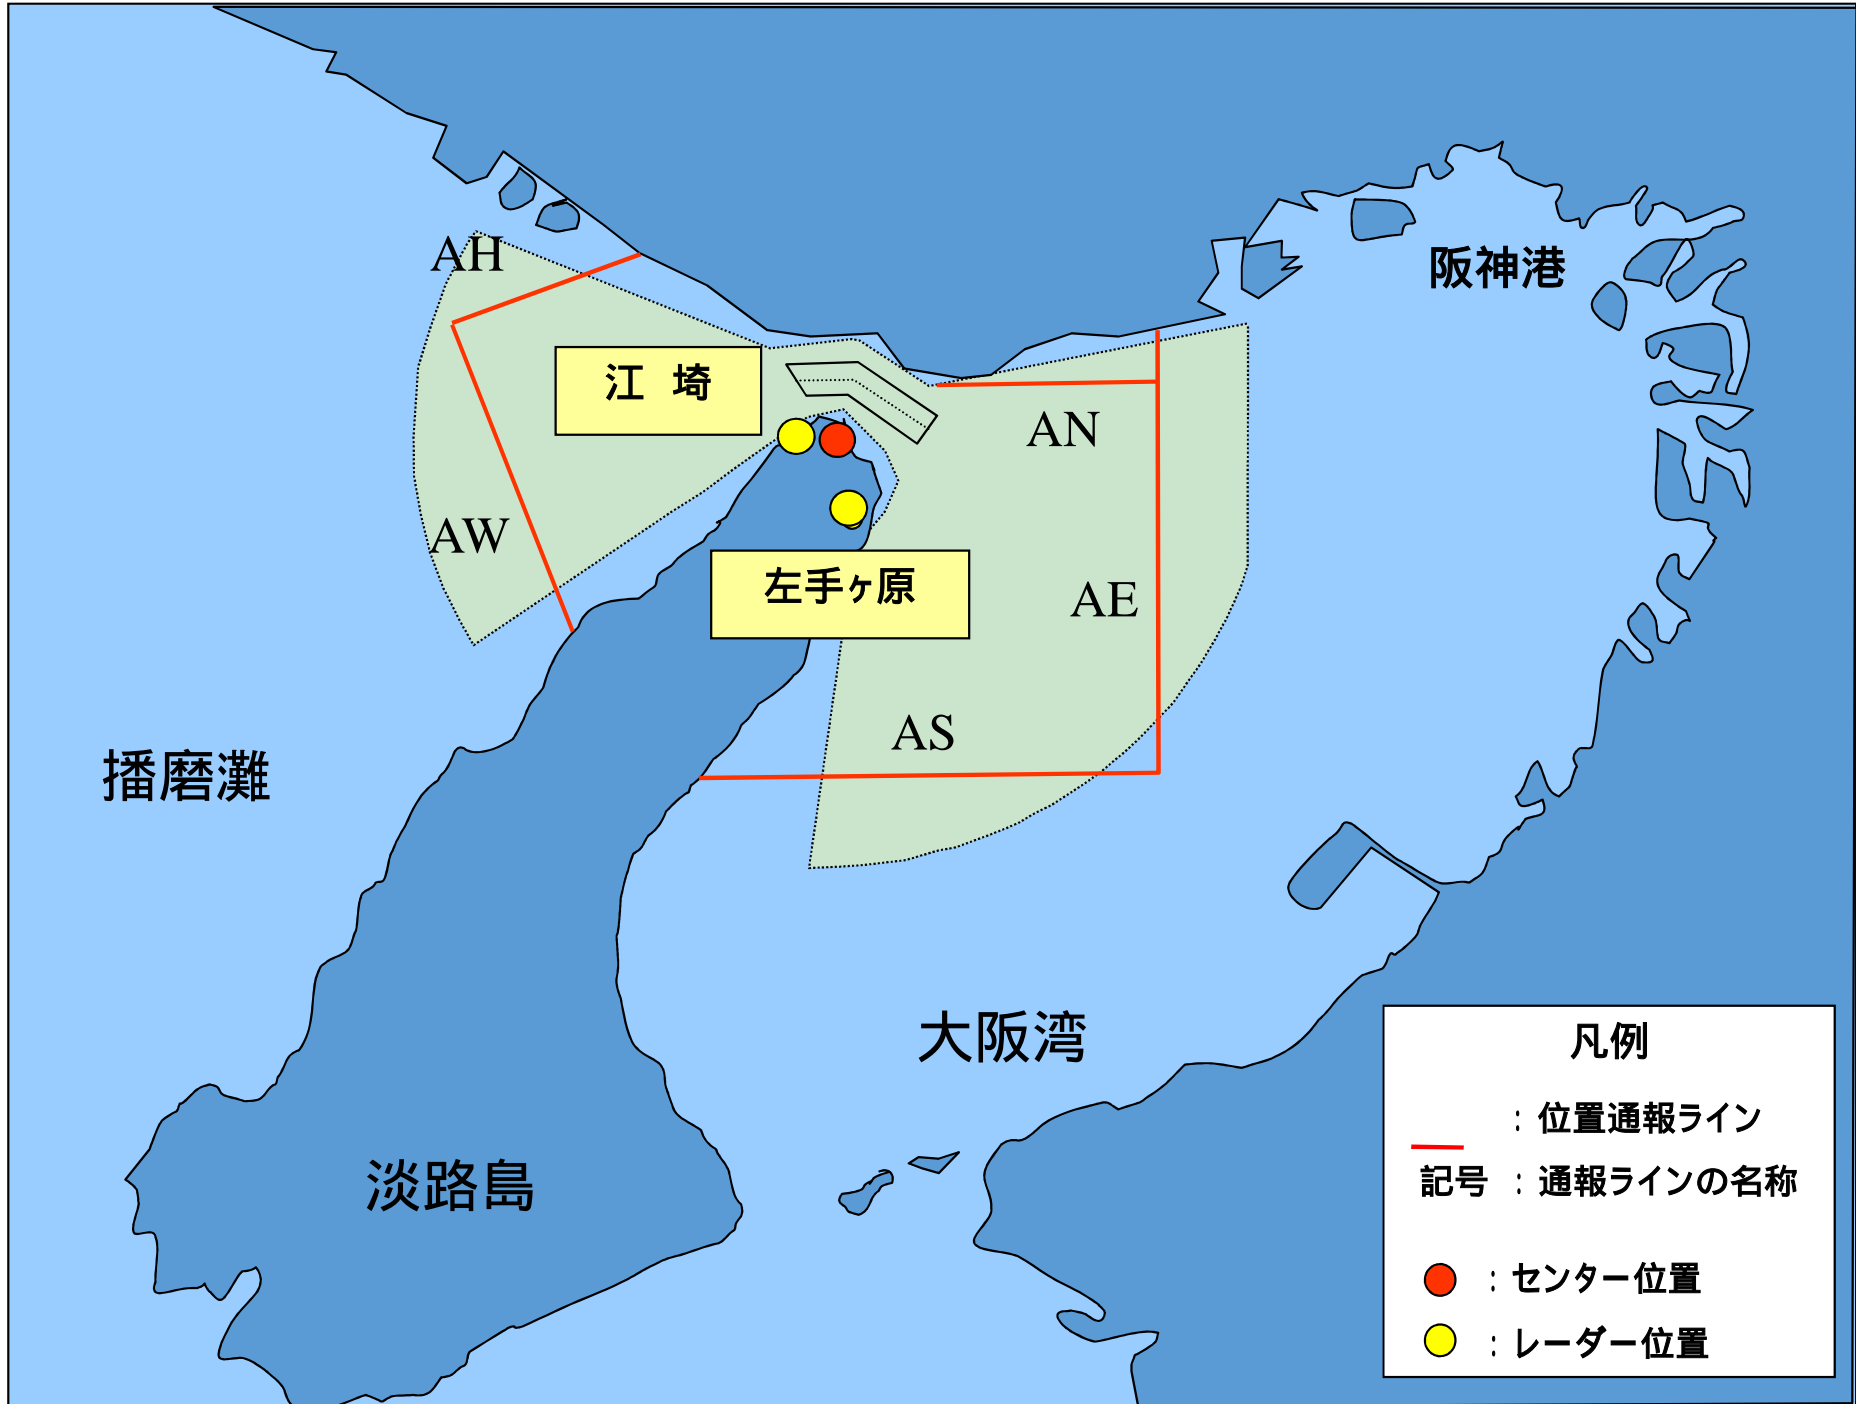 阪神港
AH
江 埼
AN
AW
左手ヶ原
AE
AS
播磨灘
大阪湾
淡路島
凡例
：位置通報ライン
記号 ：通報ラインの名称
：センター位置
：レーダー位置